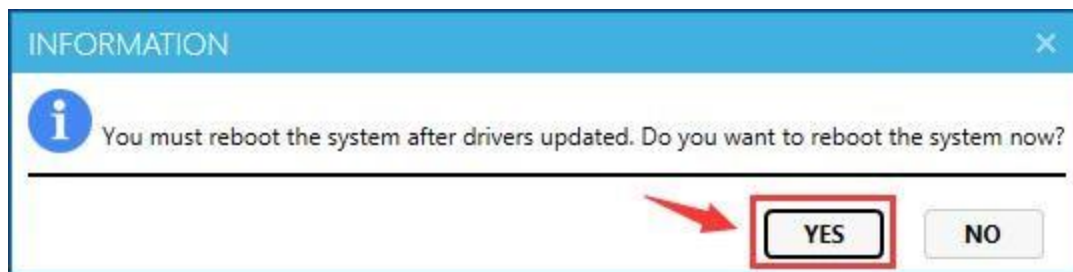 INFORMATION
You must reboot the system after drivers updated. Do you want to reboot the system now?
YES NO